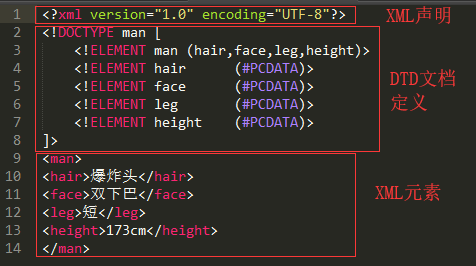 1 <?xml version="1.0" encoding="UTF-8"?> XML声明
2 <!DOCTYPE man [
3 <!ELEMENT man (hair,face,leg,height)>
4 <!ELEMENT hair (#PCDATA)>
5 <!ELEMENT face (#PCDATA)>
6 <!ELEMENT leg (#PCDATA)>
7 <!ELEMENT height (#PCDATA)>
8 ]>
DTD文档
定义
9 <man>
10 <hair>爆炸头</hair>
11 <face>双下巴</face>
12 <leg>短</leg>
13 <height>173cm</height>
14 </man>
XML元素